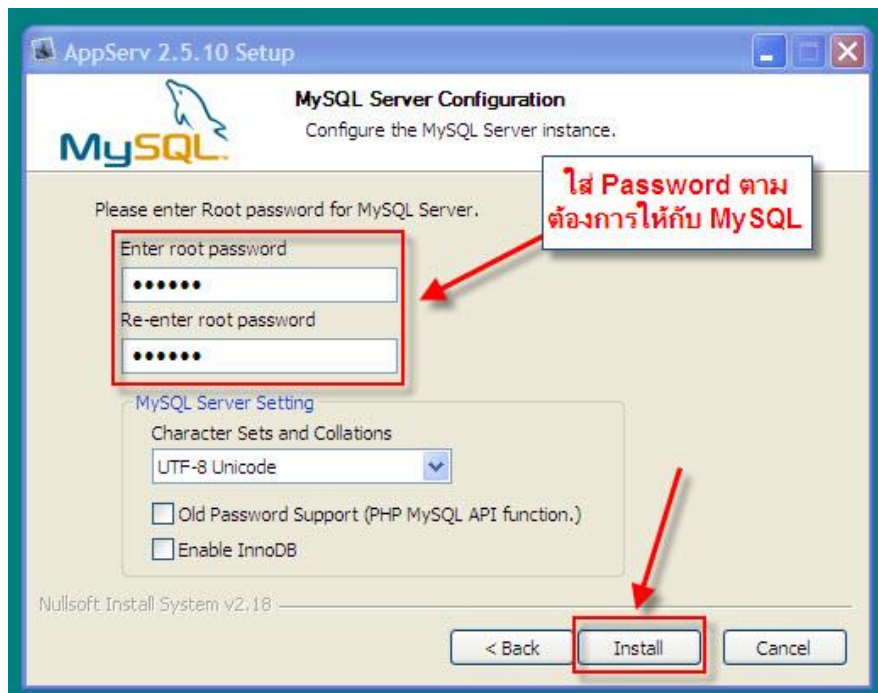 AppServ 2.5.10 Setup
MySQL Server Configuration
Configure the MySQL Server instance.
MySQL
ใส่ Password ตาม
ต้องการให้กับ MySQL
Please enter Root password for MySQL Server.
Enter root password
••••••
Re-enter root password
••••••
MySQL Server Setting
Character Sets and Collations
UTF-8 Unicode
Old Password Support (PHP MySQL API function.)
Enable InnoDB
Nullsoft Install System v2.18
< Back Install Cancel